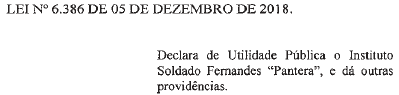 LEI Nº 6.386 DE 05 DE DEZEMBRO DE 2018.
Declara de Utilidade Pública o Instituto
Soldado Fernandes “Pantera”, e dá outras
providências.